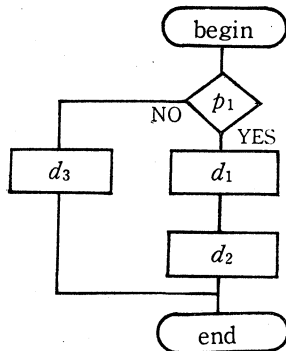 begin
p₁
NO
YES
d₃
d₁
d₂
end